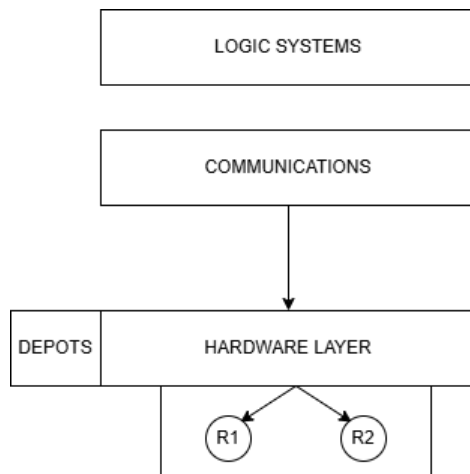 LOGIC SYSTEMS
COMMUNICATIONS
DEPOTS
HARDWARE LAYER
R1
R2